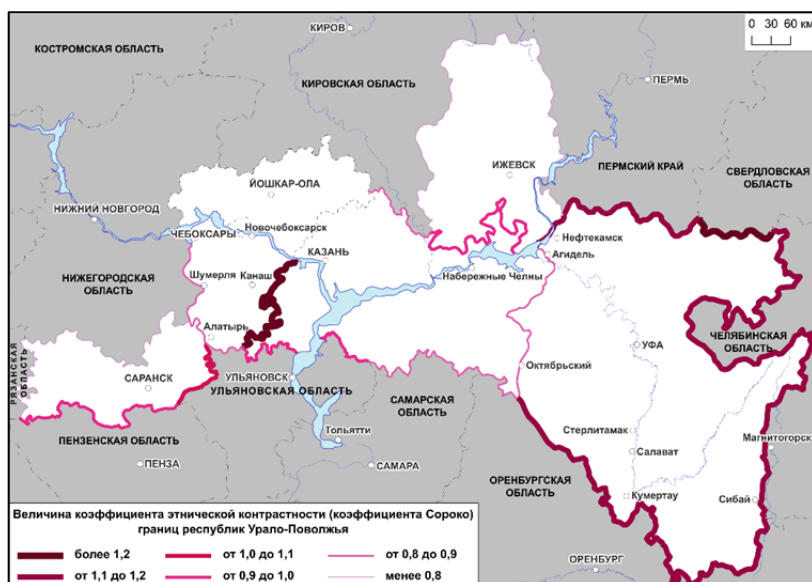 КИРОВ
0 30 60 км
КОСТРОМСКАЯ ОБЛАСТЬ
КИРОВСКАЯ ОБЛАСТЬ
ПЕРМЬ
ПЕРМСКИЙ КРАЙ
СВЕРДЛОВСКАЯ
ОБЛАСТЬ
ИЖЕВСК
ЙОШКАР-ОЛА
НИЖНИЙ НОВГОРОД
ЧЕБОКСАРЫ
Новочебоксарск
КАЗАНЬ
Нефтекамск
Агидель
Набережные Челны
НИЖЕГОРОДСКАЯ
ОБЛАСТЬ
Шумерля
Канаш
Алатырь
УФА
ЧЕЛЯБИНСКАЯ
ОБЛАСТЬ
Октябрьский
РЯЗАНСКАЯ
ОБЛАСТЬ
САРАНСК
УЛЬЯНОВСК
УЛЬЯНОВСКАЯ ОБЛАСТЬ
САМАРСКАЯ
ОБЛАСТЬ
Стерлитамак
Салават
Магнитогорск
ПЕНЗЕНСКАЯ ОБЛАСТЬ
ПЕНЗА
Тольятти
САМАРА
ОРЕНБУРГСКАЯ
ОБЛАСТЬ
Кумертау
Сибай
ОРЕНБУРГ
Величина коэффициента этнической контрастности (коэффициента Сороко)
границ республик Урало-Поволжья
более 1,2
от 1,0 до 1,1
от 0,8 до 0,9
от 1,1 до 1,2
от 0,9 до 1,0
менее 0,8